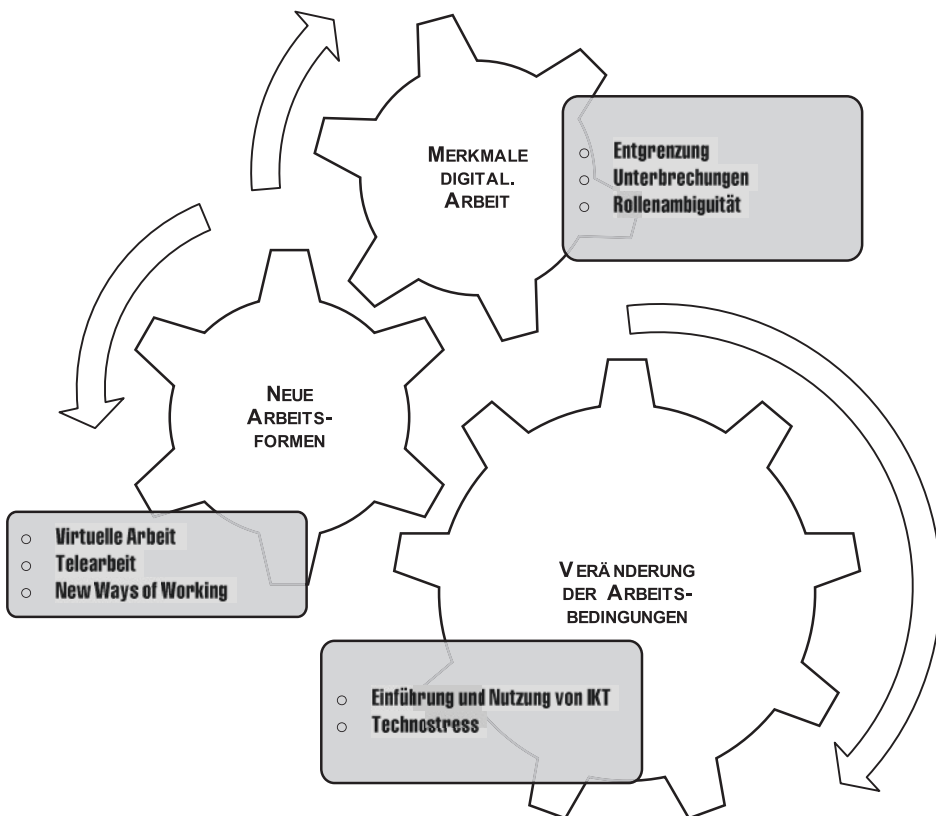 MERKMALE
DIGITAL.
ARBEIT
○ Entgrenzung
○ Unterbrechungen
○ Rollenambiguität
NEUE
ARBEITS-
FORMEN
○ Virtuelle Arbeit
○ Telearbeit
○ New Ways of Working
VERÄNDERUNG
DER ARBEITS-
BEDINGUNGEN
○ Einführung und Nutzung von IKT
○ Technostress